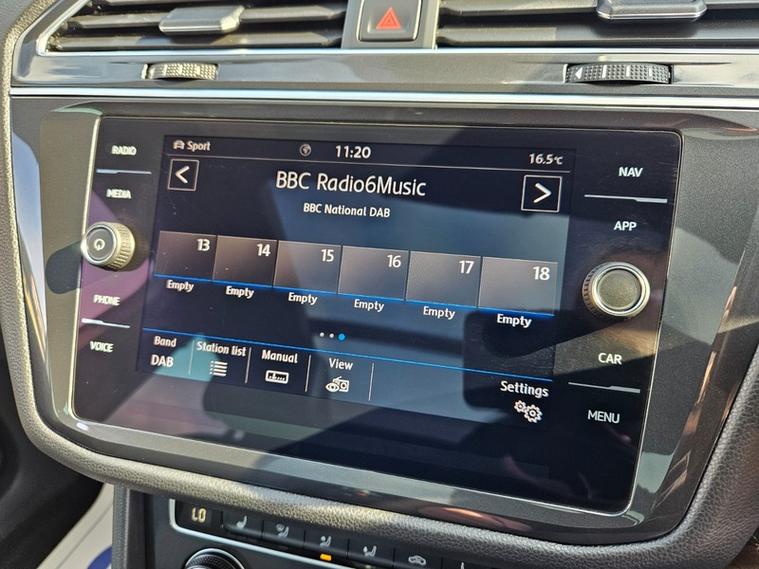 RADIO
MEDIA
PHONE
VOICE
Sport
11:20
16.5°C
BBC Radio6Music
BBC National DAB
13 14 15 16 17 18
Empty Empty Empty Empty Empty Empty
Band Station list Manual View Settings
DAB
NAV
APP
CAR
MENU
LO